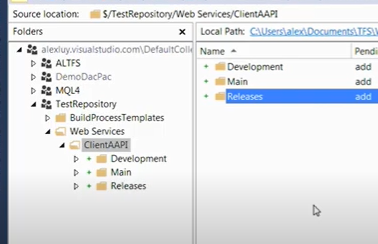 Source location: $/TestRepository/Web Services/ClientAAPI
Folders
Local Path: C:\Users\alex\Documents\TFS\
alexluy.visualstudio.com\DefaultColle
ALTFS
DemoDacPac
MQL4
TestRepository
BuildProcessTemplates
Web Services
ClientAAPI
Development
Main
Releases
Name
Pendi
Development
add
Main
add
Releases
add